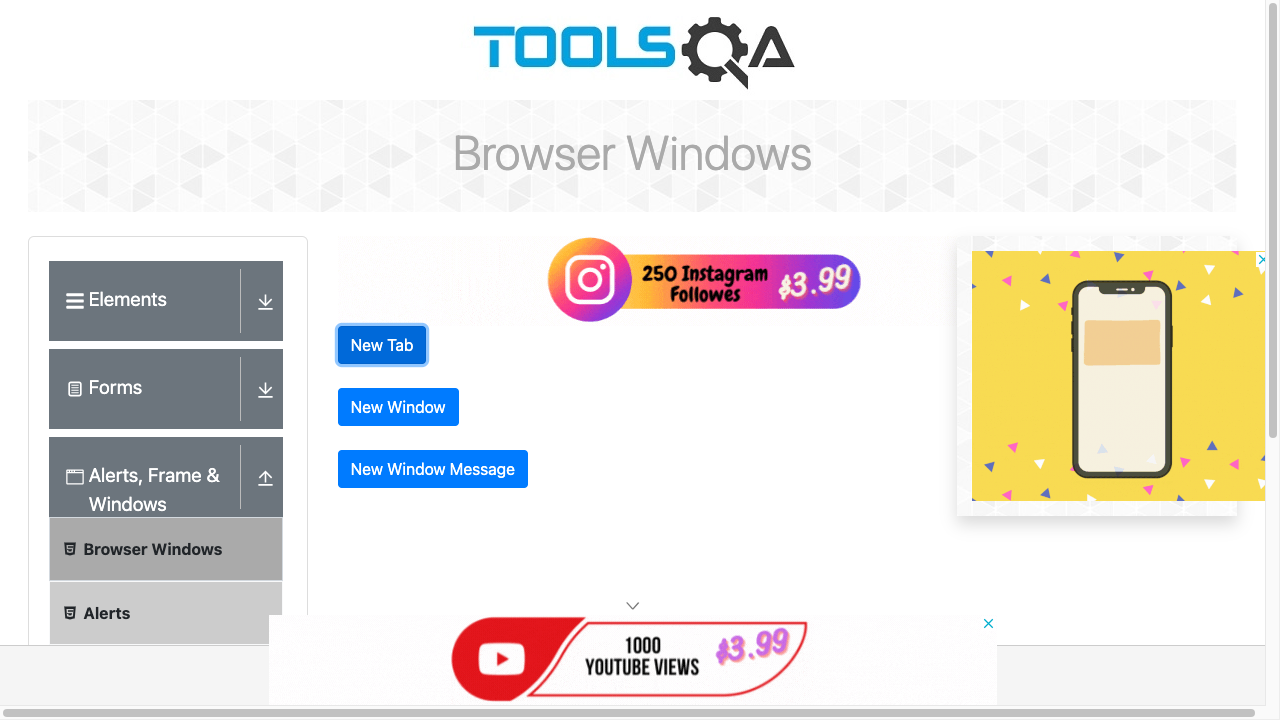 TOOLSQA
Browser Windows
Elements
Forms
Alerts, Frame &
Windows
Browser Windows
Alerts
250 Instagram
Followes
$3.99
New Tab
New Window
New Window Message
1000
YOUTUBE VIEWS
$3.99